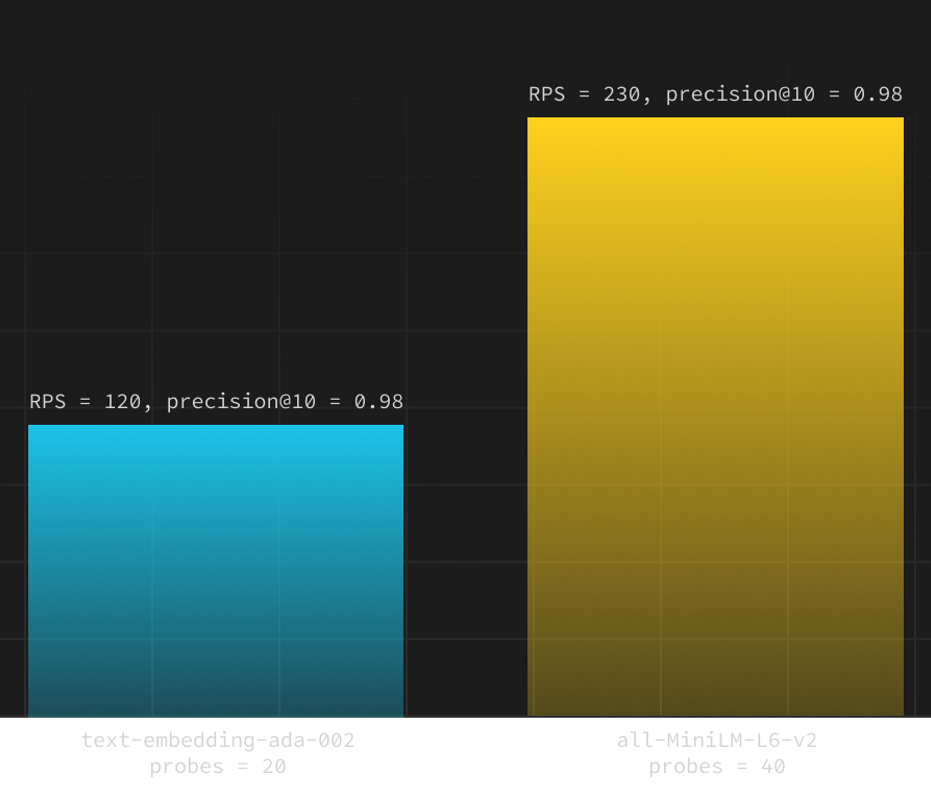 RPS = 230, precision@10 = 0.98
RPS = 120, precision@10 = 0.98
text-embedding-ada-002
probes = 20
all-MiniLM-L6-v2
probes = 40